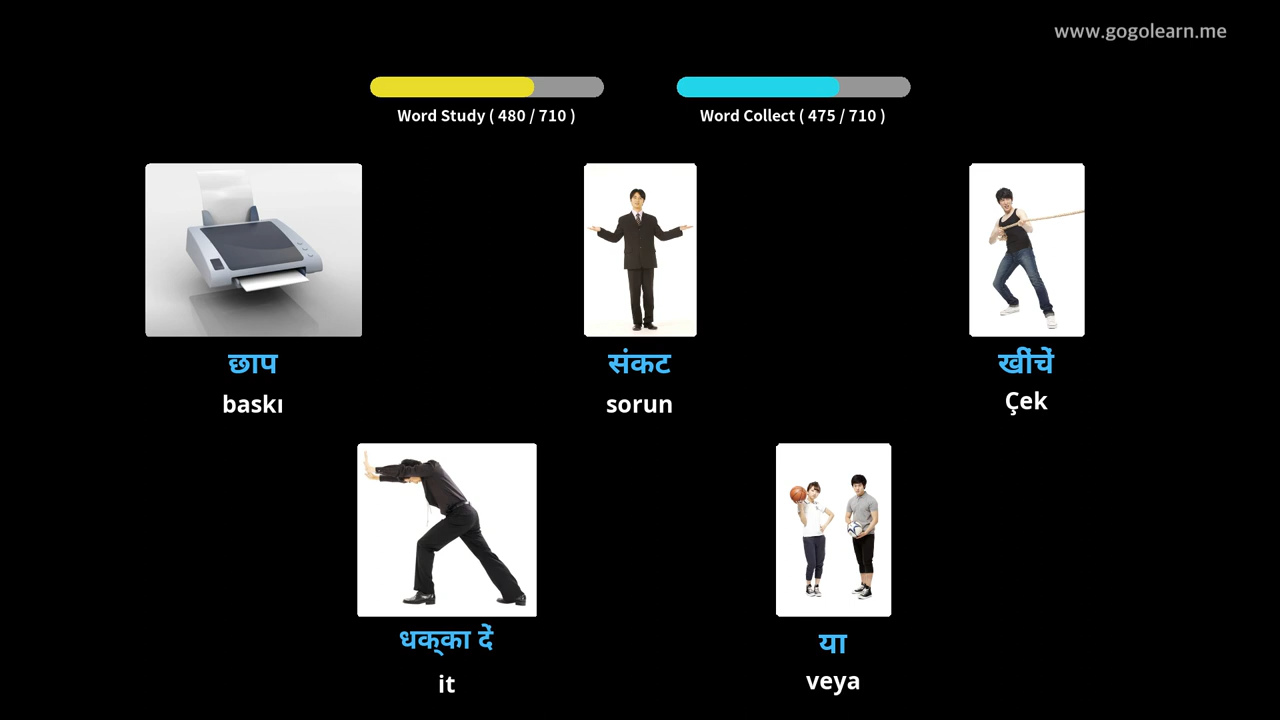 www.gogolearn.me
Word Study ( 480 / 710 )
Word Collect ( 475 / 710 )
छाप
baskı
संकट
sorun
खींचें
Çek
धक्का दें
it
या
veya